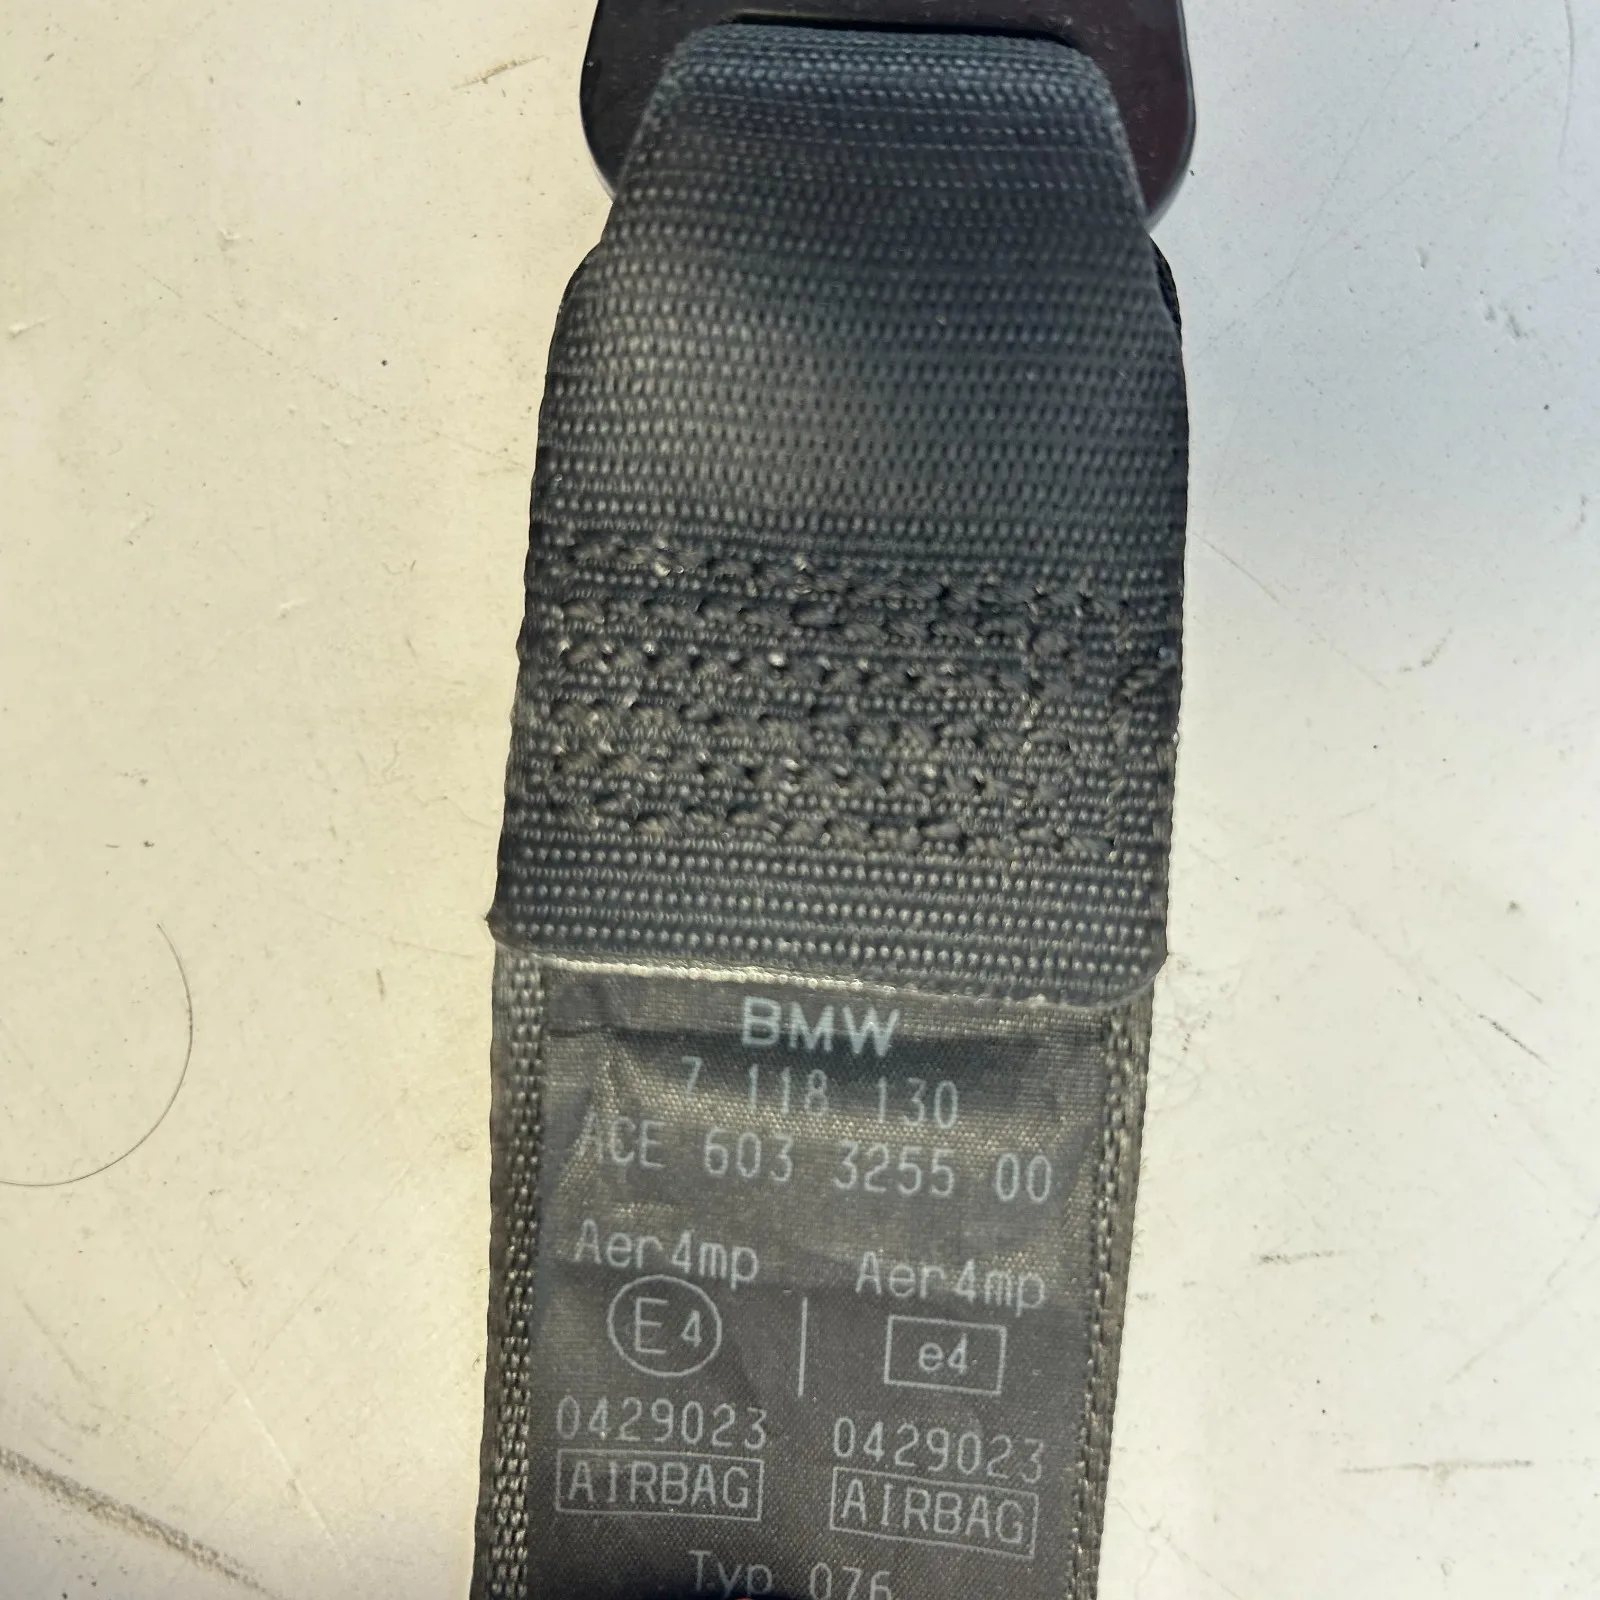 BMW
7 118 130
ACE 603 3255 00
Aer4mp Aer4mp
E4 | e4
0429023 0429023
AIRBAG AIRBAG
Typ 076